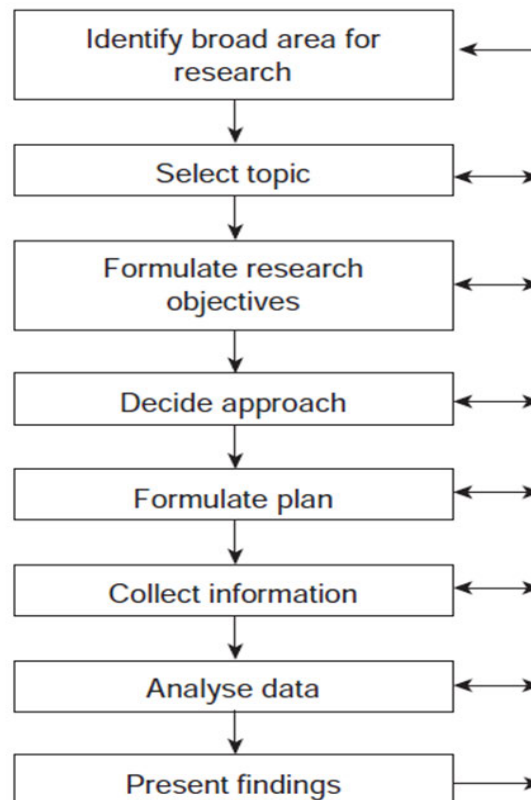 Identify broad area for
research
Select topic
Formulate research
objectives
Decide approach
Formulate plan
Collect information
Analyse data
Present findings